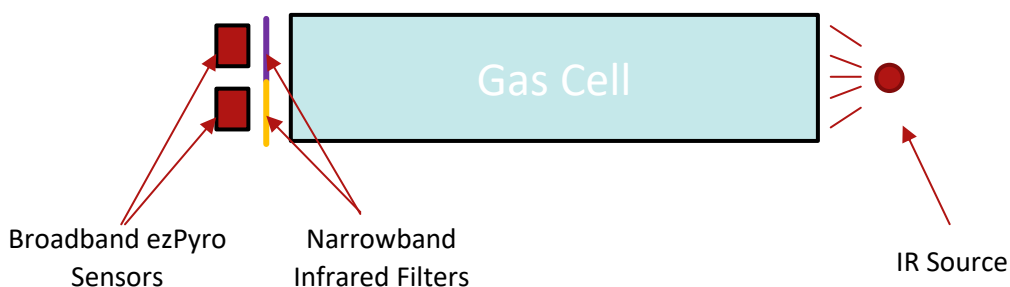 Gas Cell
Broadband ezPyro
Sensors
Narrowband
Infrared Filters
IR Source